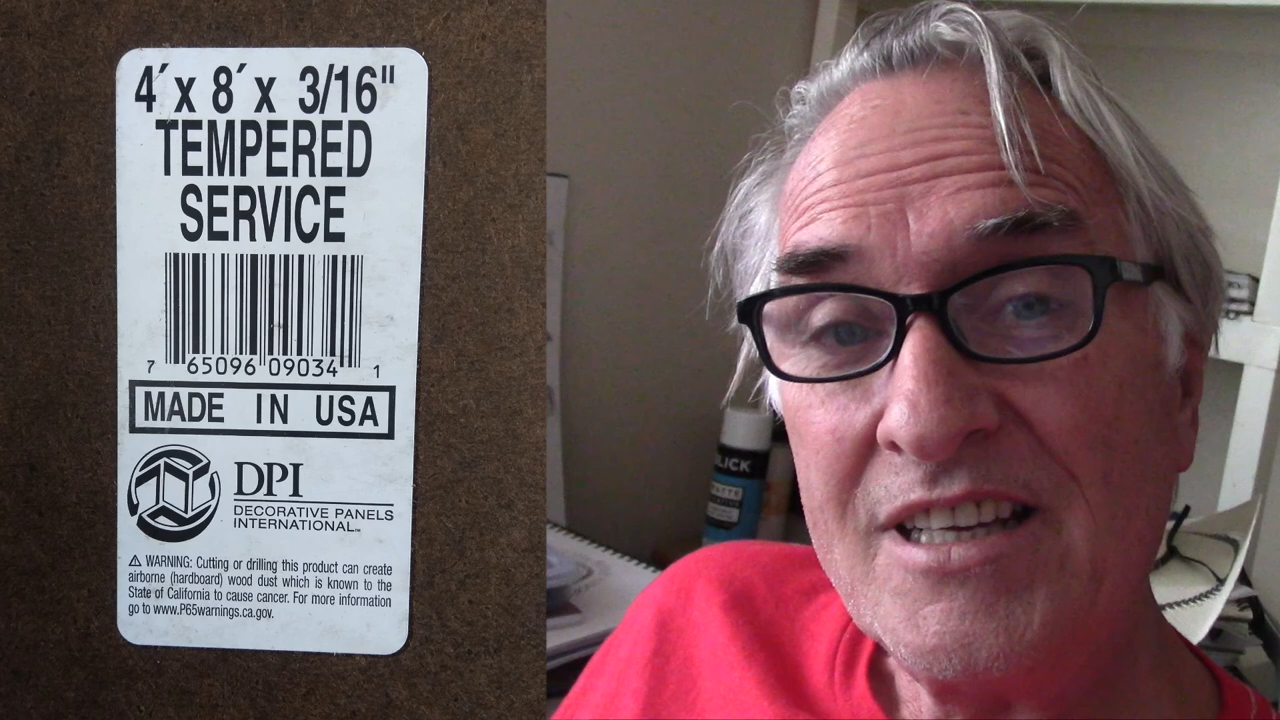 4' x 8' x 3/16"
TEMPERED
SERVICE
7 65096 09034 1
MADE IN USA
DPI
DECORATIVE PANELS
INTERNATIONAL™
⚠ WARNING: Cutting or drilling this product can create
airborne (hardboard) wood dust which is known to the
State of California to cause cancer. For more information
go to www.P65warnings.ca.gov.
LICK